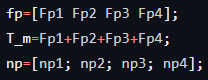 fp=[Fp1 Fp2 Fp3 Fp4];
T_m=Fp1+Fp2+Fp3+Fp4;
np=[np1; np2; np3; np4];